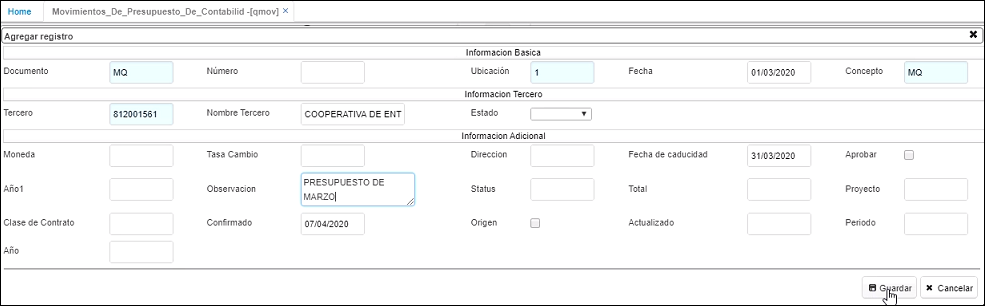 Home Movimientos_De_Presupuesto_De_Contabilid -[qmov] ✕
Agregar registro ✖
Informacion Basica
Documento MQ Número Ubicación 1 Fecha 01/03/2020 Concepto MQ
Informacion Tercero
Tercero 812001561 Nombre Tercero COOPERATIVA DE ENT Estado
Informacion Adicional
Moneda Tasa Cambio Direccion Fecha de caducidad 31/03/2020 Aprobar
Año1 Observacion PRESUPUESTO DE
MARZO Status Total Proyecto
Clase de Contrato Confirmado 07/04/2020 Origen Actualizado Periodo
Año
Guardar ✖ Cancelar